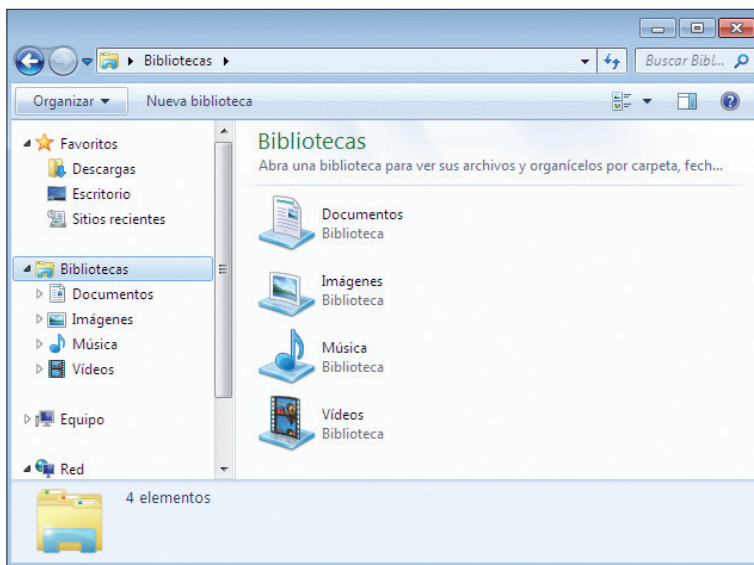 Bibliotecas
Buscar Bibl...
Organizar
Nueva biblioteca
Favoritos
Descargas
Escritorio
Sitios recientes
Bibliotecas
Documentos
Imágenes
Música
Vídeos
Equipo
Red
Bibliotecas
Abra una biblioteca para ver sus archivos y organícelos por carpeta, fech...
Documentos
Biblioteca
Imágenes
Biblioteca
Música
Biblioteca
Vídeos
Biblioteca
4 elementos